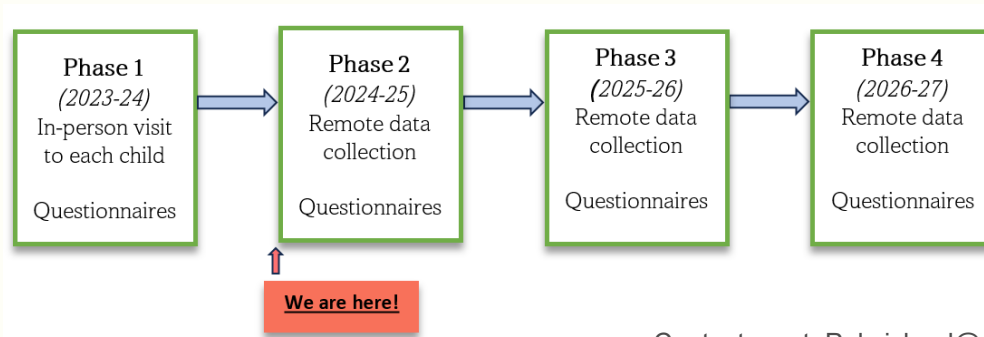 Phase 1
(2023-24)
In-person visit
to each child
Questionnaires
Phase 2
(2024-25)
Remote data
collection
Questionnaires
Phase 3
(2025-26)
Remote data
collection
Questionnaires
Phase 4
(2026-27)
Remote data
collection
Questionnaires
We are here!